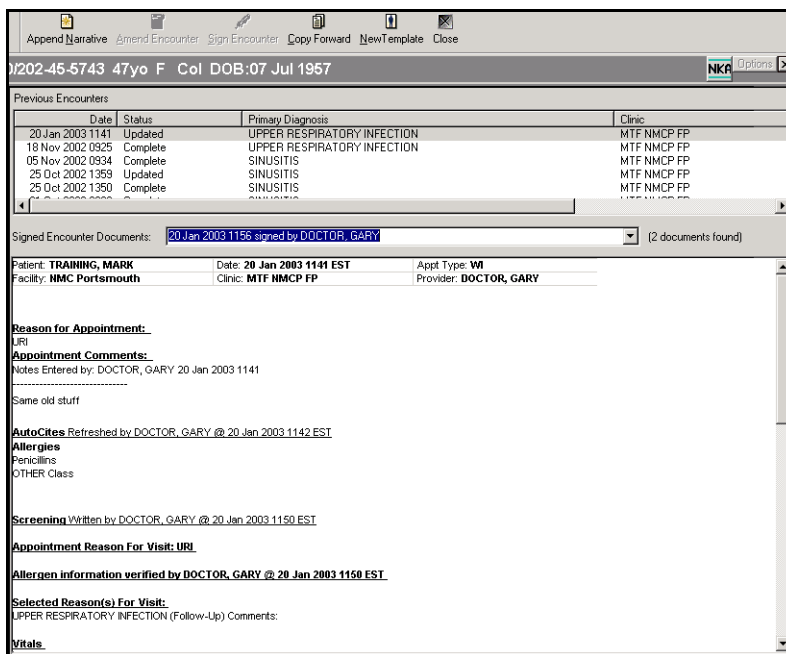 Append Narrative Amend Encounter Sign Encounter Copy Forward NewTemplate Close
0/202-45-5743 47yo F Col DOB:07 Jul 1957 NKA Options
Previous Encounters
Date Status Primary Diagnosis Clinic
20 Jan 2003 1141 Updated UPPER RESPIRATORY INFECTION MTF NMCP FP
18 Nov 2002 0925 Complete UPPER RESPIRATORY INFECTION MTF NMCP FP
05 Nov 2002 0934 Complete SINUSITIS MTF NMCP FP
25 Oct 2002 1359 Updated SINUSITIS MTF NMCP FP
25 Oct 2002 1350 Complete SINUSITIS MTF NMCP FP
Signed Encounter Documents: 20 Jan 2003 1156 signed by DOCTOR, GARY (2 documents found)
Patient: TRAINING, MARK Date: 20 Jan 2003 1141 EST Appt Type: WI
Facility: NMC Portsmouth Clinic: MTF NMCP FP Provider: DOCTOR, GARY
Reason for Appointment:
URI
Appointment Comments:
Notes Entered by: DOCTOR, GARY 20 Jan 2003 1141
------------------------------
Same old stuff
AutoCites Refreshed by DOCTOR, GARY @ 20 Jan 2003 1142 EST
Allergies
Penicillins
OTHER Class
Screening Written by DOCTOR, GARY @ 20 Jan 2003 1150 EST
Appointment Reason For Visit: URI
Allergen information verified by DOCTOR, GARY @ 20 Jan 2003 1150 EST
Selected Reason(s) For Visit:
UPPER RESPIRATORY INFECTION (Follow-Up) Comments:
Vitals